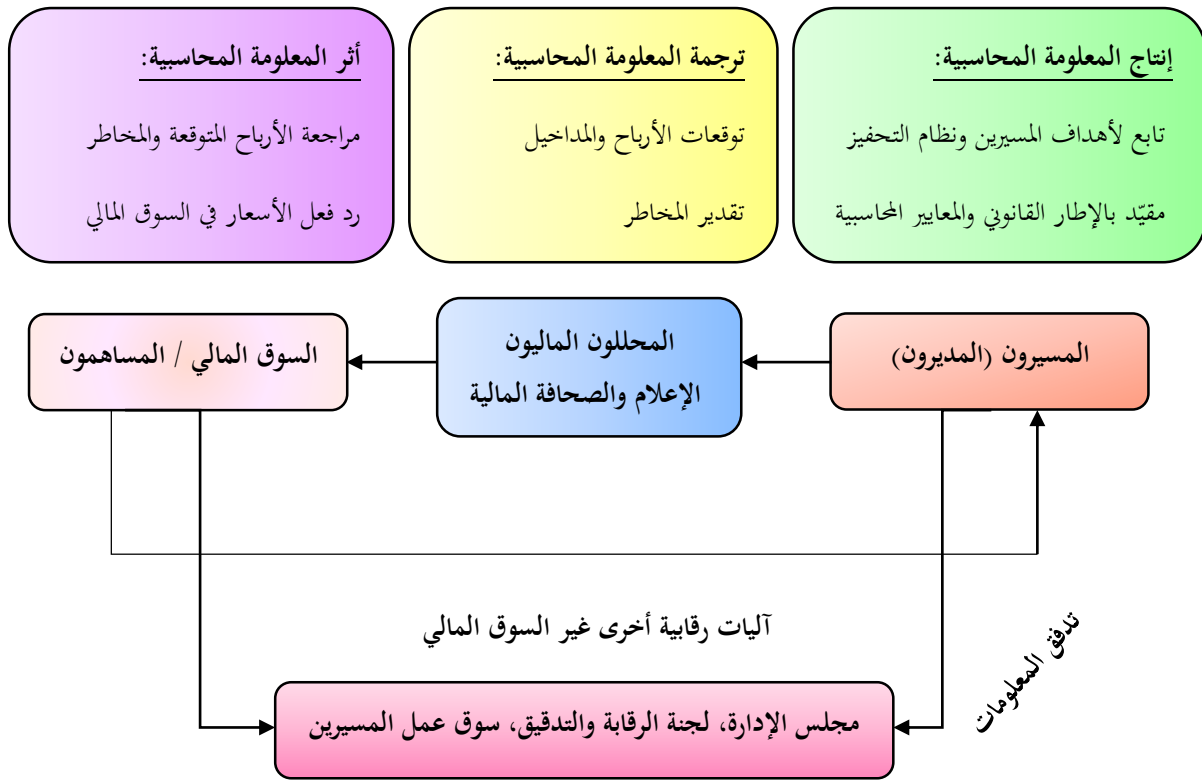 إنتاج المعلومة المحاسبية:
تابع لأهداف المسيرين ونظام التحفيز
مقيّد بالإطار القانوني والمعايير المحاسبية
ترجمة المعلومة المحاسبية:
توقعات الأرباح والمداخيل
تقدير المخاطر
أثر المعلومة المحاسبية:
مراجعة الأرباح المتوقعة والمخاطر
رد فعل الأسعار في السوق المالي
المسيرون (المديرون)
المحللون الماليون
الإعلام والصحافة المالية
السوق المالي / المساهمون
آليات رقابية أخرى غير السوق المالي
تدفق المعلومات
مجلس الإدارة، لجنة الرقابة والتدقيق، سوق عمل المسيرين